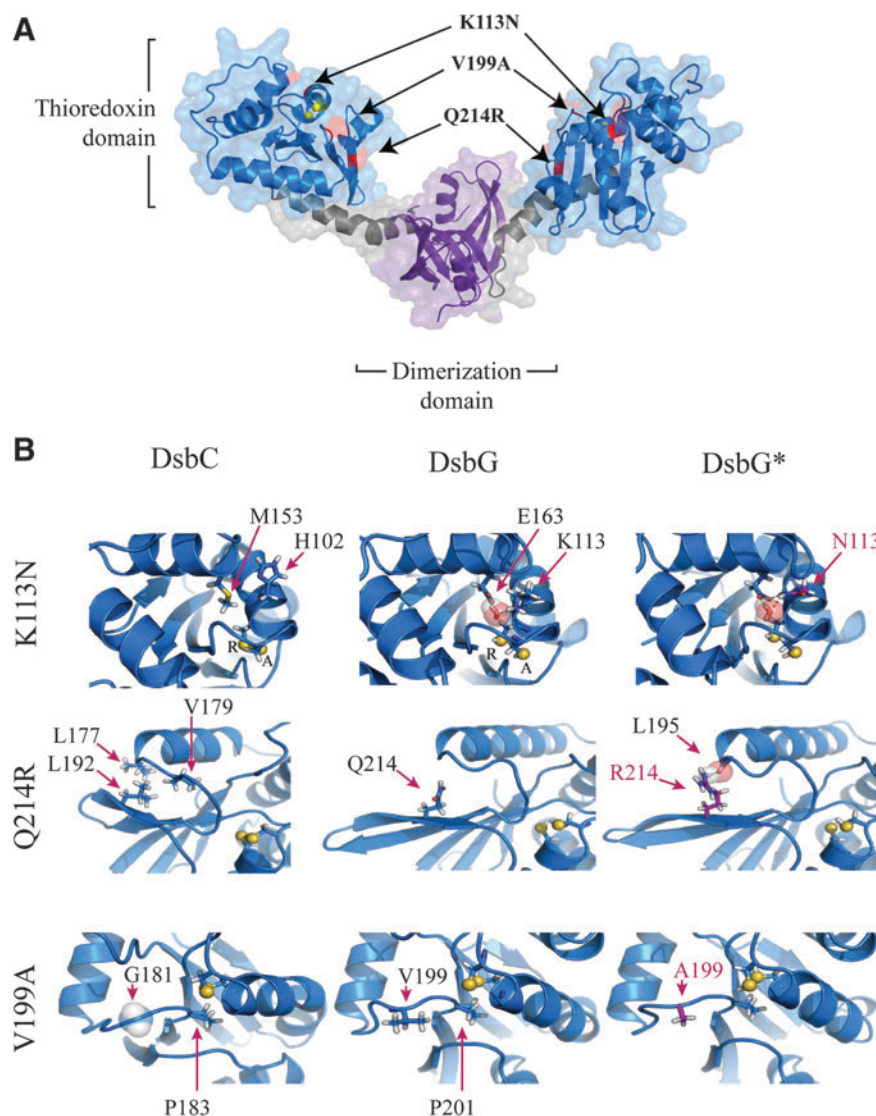 A
K113N
V199A
Q214R
Thioredoxin
domain
Dimerization
domain
B
DsbC
DsbG
DsbG*
K113N
M153
H102
R
A
E163
K113
R
A
N113
Q214R
L177
L192
V179
Q214
L195
R214
V199A
G181
P183
V199
P201
A199